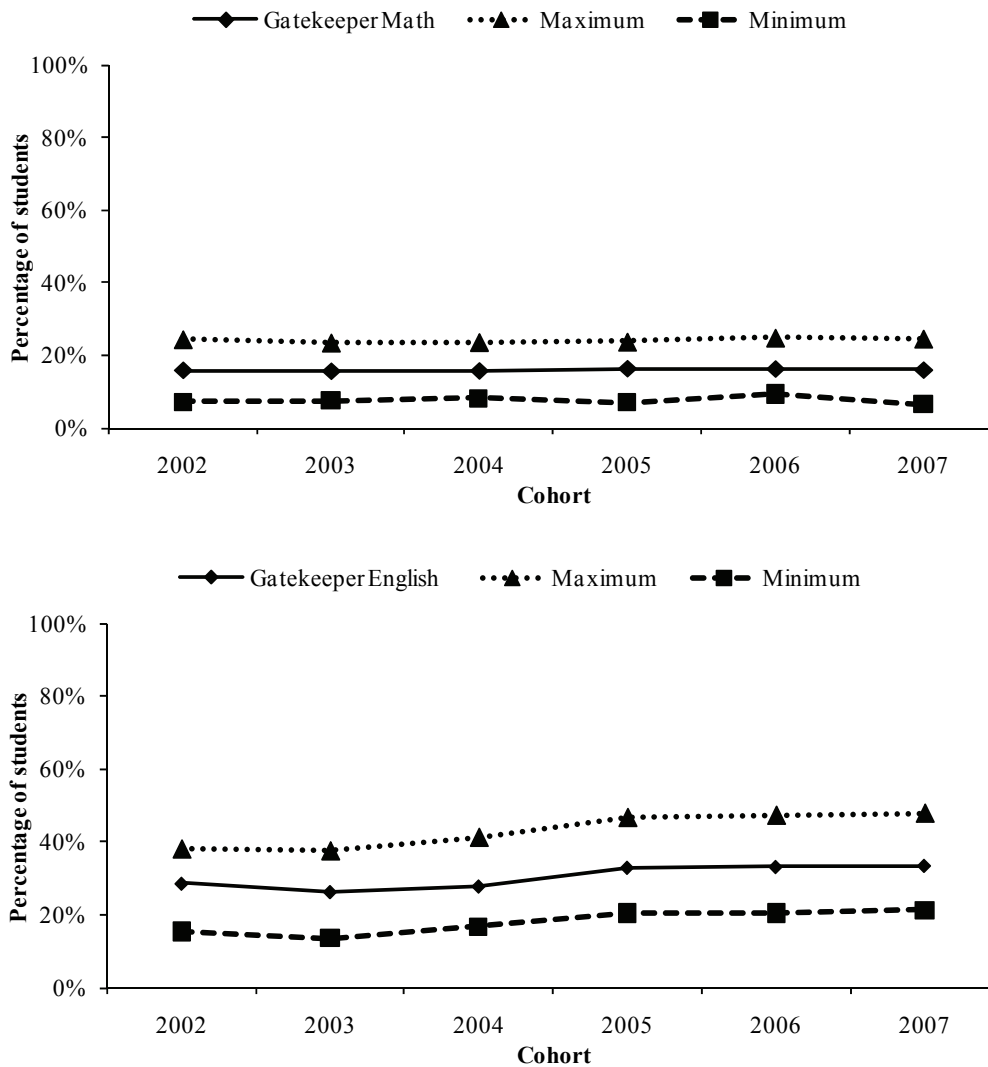 Gatekeeper Math Maximum Minimum
100%
80%
60%
40%
20%
0%
Percentage of students
2002 2003 2004 2005 2006 2007
Cohort
Gatekeeper English Maximum Minimum
100%
80%
60%
40%
20%
0%
Percentage of students
2002 2003 2004 2005 2006 2007
Cohort